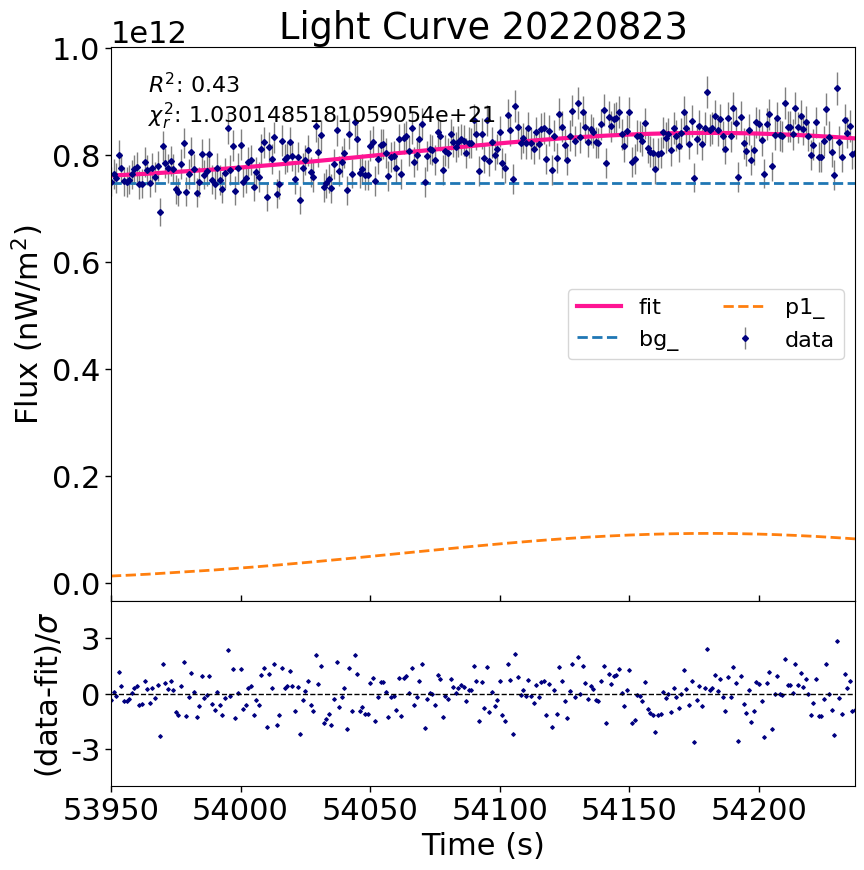 Light Curve 20220823
1e12
R²: 0.43
χ²ᵣ: 1.0301485181059054e+21
1.0
0.8
0.6
0.4
0.2
0.0
Flux (nW/m²)
fit
bg_
p1_
data
3
0
-3
(data-fit)/σ
53950 54000 54050 54100 54150 54200
Time (s)